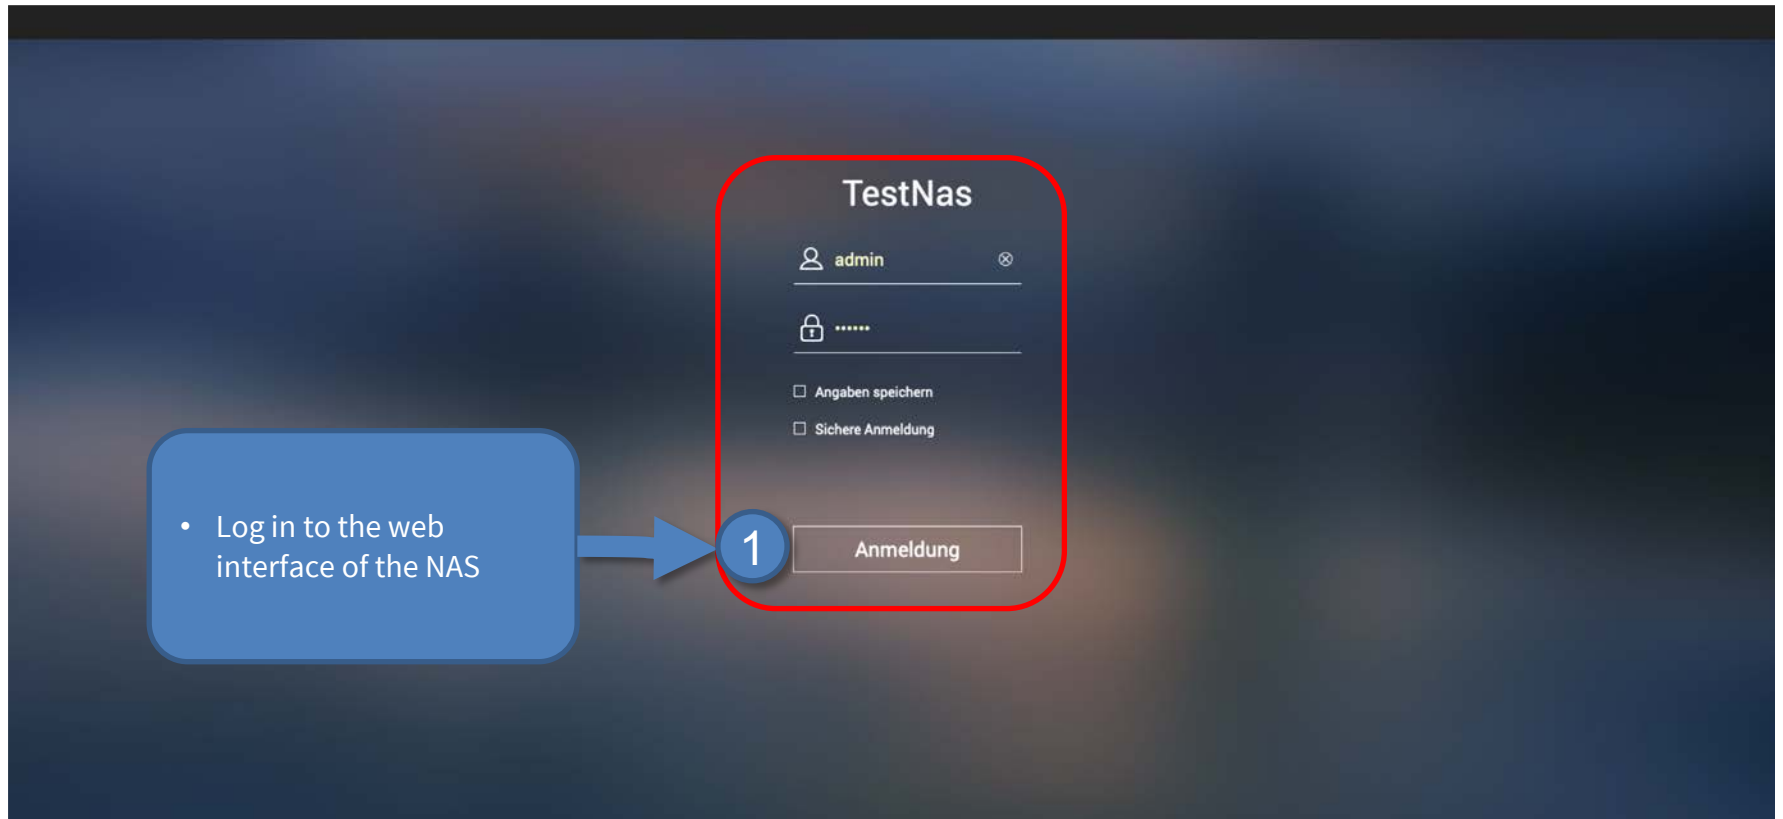 TestNas
admin
••••••
Angaben speichern
Sichere Anmeldung
• Log in to the web
interface of the NAS
1
Anmeldung